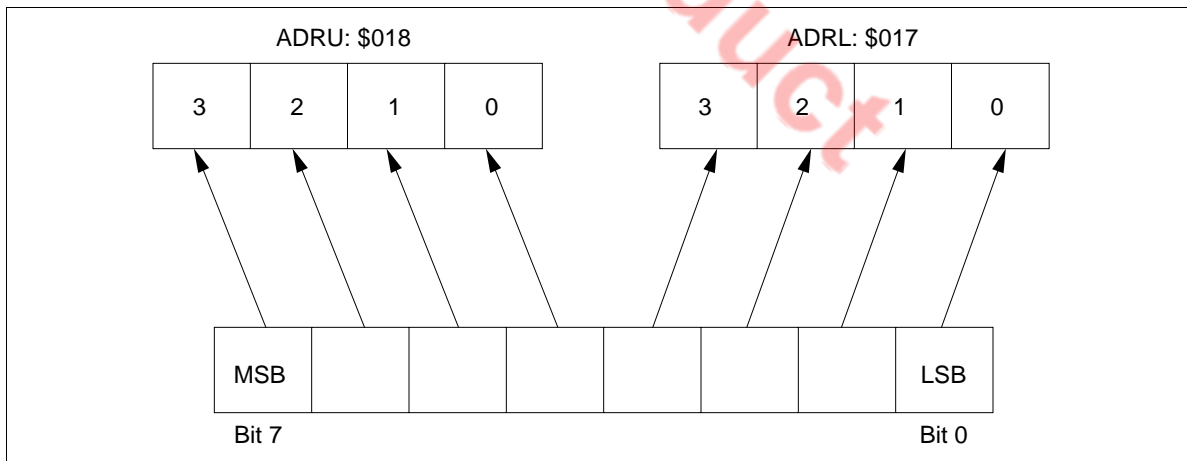 ADRU: $018 ADRL: $017
3 2 1 0 3 2 1 0
MSB LSB
Bit 7 Bit 0